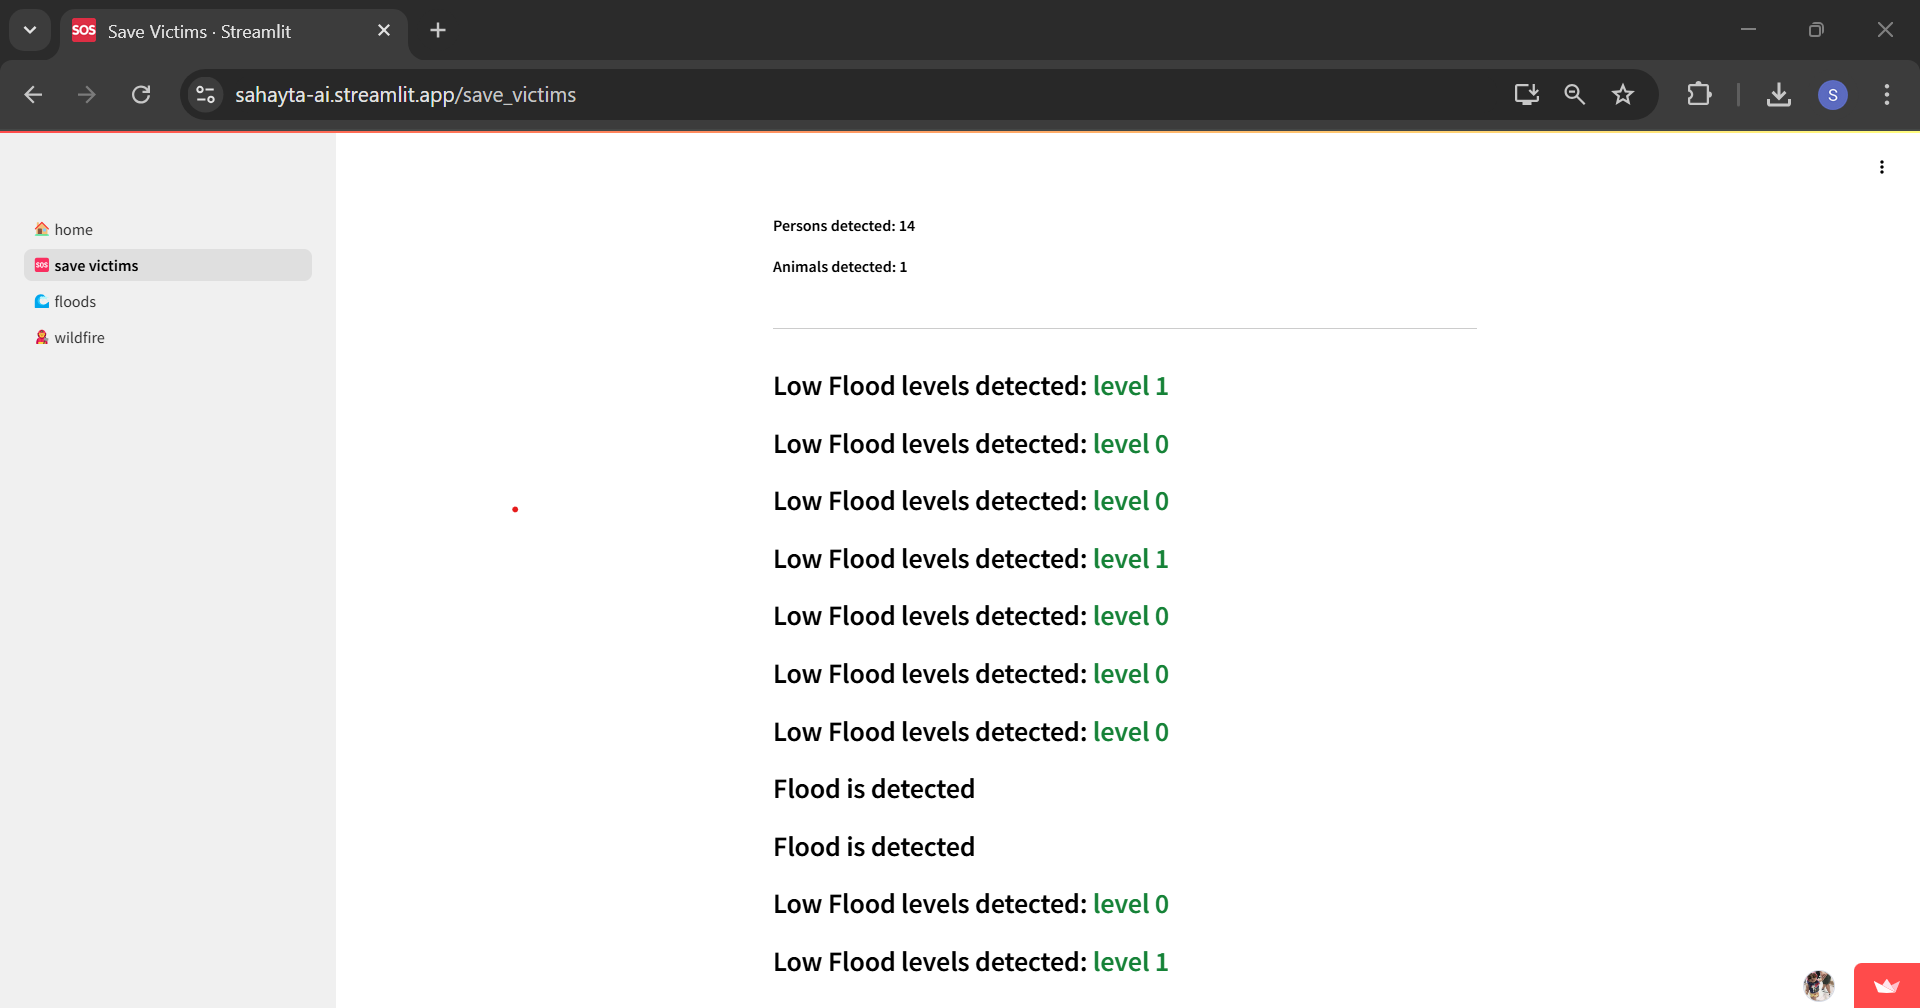 SOS Save Victims · Streamlit
sahayta-ai.streamlit.app/save_victims
S
home
SOS save victims
floods
wildfire
Persons detected: 14
Animals detected: 1
Low Flood levels detected: level 1
Low Flood levels detected: level 0
Low Flood levels detected: level 0
Low Flood levels detected: level 1
Low Flood levels detected: level 0
Low Flood levels detected: level 0
Low Flood levels detected: level 0
Flood is detected
Flood is detected
Low Flood levels detected: level 0
Low Flood levels detected: level 1